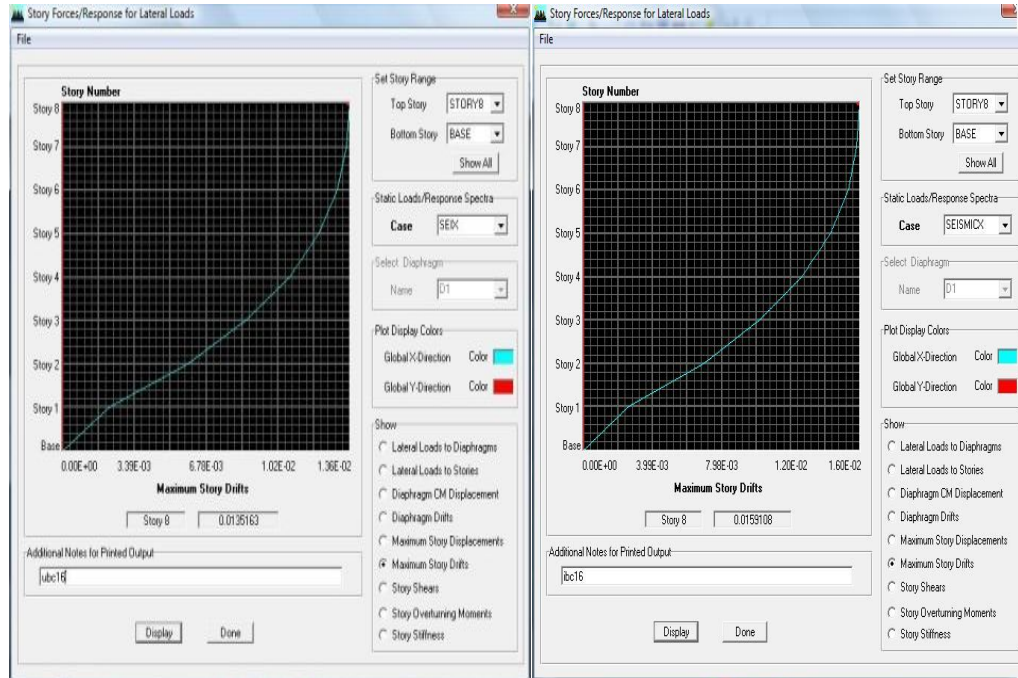 Story Forces/Response for Lateral Loads
File
Story Number
Story 8
Story 7
Story 6
Story 5
Story 4
Story 3
Story 2
Story 1
Base
0.00E+00 3.39E-03 6.78E-03 1.02E-02 1.36E-02
Maximum Story Drifts
Story 8 0.0135163
Additional Notes for Printed Output
ubc16
Display Done
Set Story Range
Top Story STORY8
Bottom Story BASE
Show All
Static Loads/Response Spectra
Case SEIX
Select Diaphragm
Name D1
Plot Display Colors
Global X-Direction Color
Global Y-Direction Color
Show
Lateral Loads to Diaphragms
Lateral Loads to Stories
Diaphragm CM Displacement
Diaphragm Drifts
Maximum Story Displacements
Maximum Story Drifts
Story Shears
Story Overturning Moments
Story Stiffness
Story Forces/Response for Lateral Loads
File
Story Number
Story 8
Story 7
Story 6
Story 5
Story 4
Story 3
Story 2
Story 1
Base
0.00E+00 3.99E-03 7.98E-03 1.20E-02 1.60E-02
Maximum Story Drifts
Story 8 0.0159108
Additional Notes for Printed Output
ibc16
Display Done
Set Story Range
Top Story STORY8
Bottom Story BASE
Show All
Static Loads/Response Spectra
Case SEISMICX
Select Diaphragm
Name D1
Plot Display Colors
Global X-Direction Color
Global Y-Direction Color
Show
Lateral Loads to Diaphragms
Lateral Loads to Stories
Diaphragm CM Displacement
Diaphragm Drifts
Maximum Story Displacements
Maximum Story Drifts
Story Shears
Story Overturning Moments
Story Stiffness